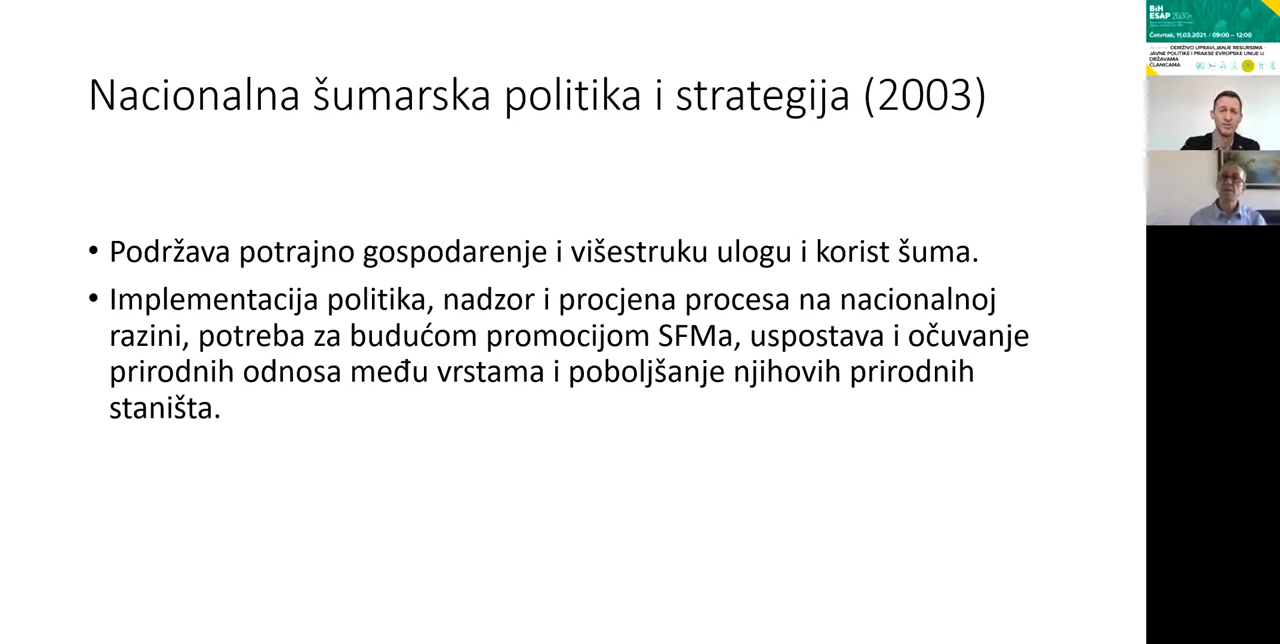 Nacionalna šumarska politika i strategija (2003)
• Podržava potrajno gospodarenje i višestruku ulogu i korist šuma.
• Implementacija politika, nadzor i procjena procesa na nacionalnoj
razini, potreba za budućom promocijom SFMa, uspostava i očuvanje
prirodnih odnosa među vrstama i poboljšanje njihovih prirodnih
staništa.
BiH
ESAP 2030+
Četvrtak, 11.03.2021. / 09:00 – 12:00
ODRŽIVO UPRAVLJANJE RESURSIMA -
JAVNE POLITIKE I PRAKSE EVROPSKE UNIJE U
DRŽAVAMA
ČLANICAMA